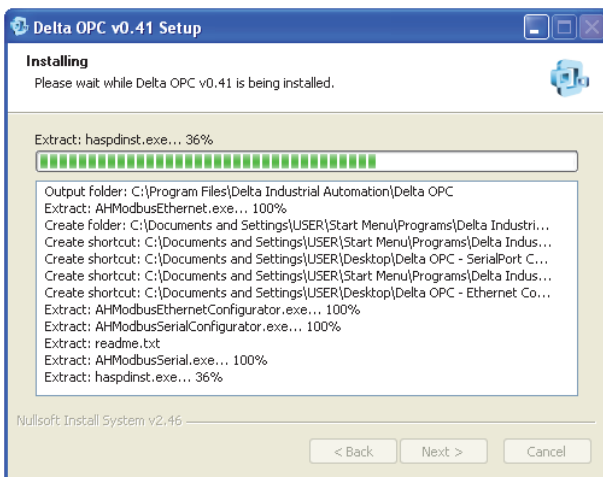 Delta OPC v0.41 Setup
Installing
Please wait while Delta OPC v0.41 is being installed.
Extract: haspdinst.exe... 36%
Output folder: C:\Program Files\Delta Industrial Automation\Delta OPC
Extract: AHModbusEthernet.exe... 100%
Create folder: C:\Documents and Settings\USER\Start Menu\Programs\Delta Industri...
Create shortcut: C:\Documents and Settings\USER\Start Menu\Programs\Delta Indus...
Create shortcut: C:\Documents and Settings\USER\Desktop\Delta OPC - SerialPort C...
Create shortcut: C:\Documents and Settings\USER\Start Menu\Programs\Delta Indus...
Create shortcut: C:\Documents and Settings\USER\Desktop\Delta OPC - Ethernet Co...
Extract: AHModbusEthernetConfigurator.exe... 100%
Extract: AHModbusSerialConfigurator.exe... 100%
Extract: readme.txt
Extract: AHModbusSerial.exe... 100%
Extract: haspdinst.exe... 36%
Nullsoft Install System v2.46
< Back Next > Cancel